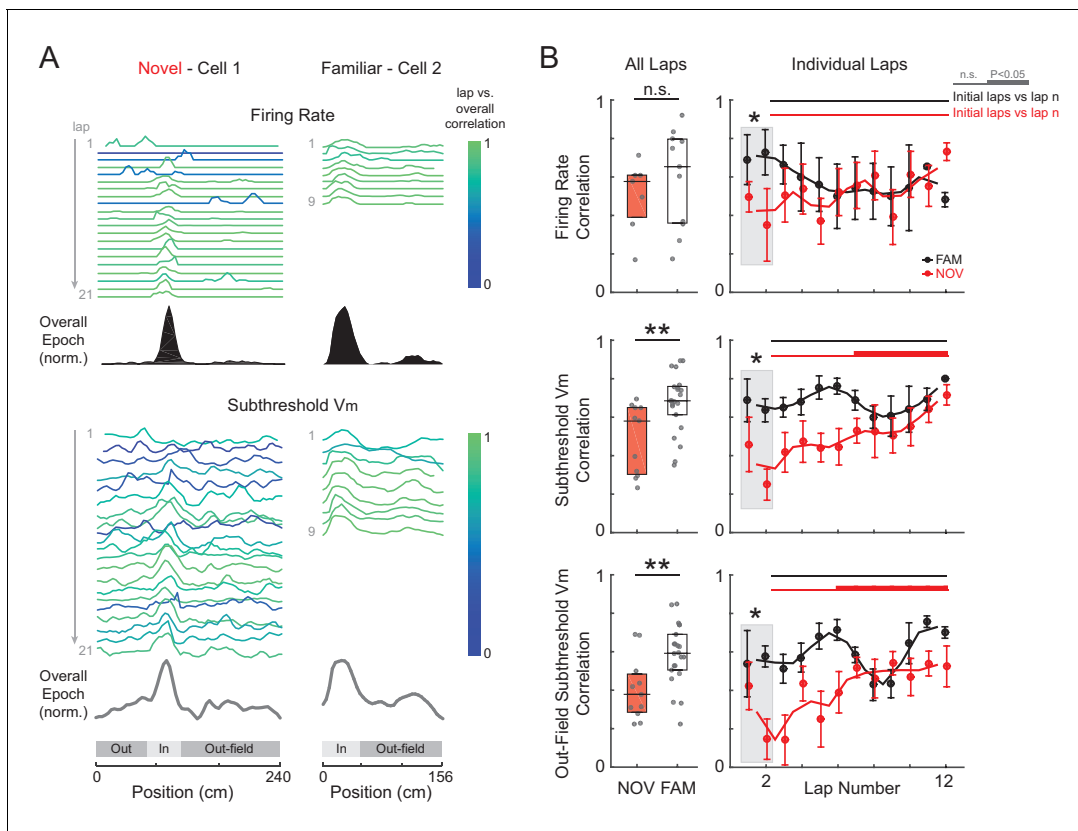 A
Novel - Cell 1
Familiar - Cell 2
Firing Rate
lap vs.
overall
correlation
lap
1
21
1
9
1
0
Overall
Epoch
(norm.)
Subthreshold Vm
1
21
1
9
1
0
Overall
Epoch
(norm.)
Out
In
Out-field
In
Out-field
0
240
0
156
Position (cm)
Position (cm)
B
All Laps
Individual Laps
n.s.
P<0.05
Initial laps vs lap n
Initial laps vs lap n
n.s.
*
1
1
Firing Rate
Correlation
0
0
FAM
NOV
**
*
1
1
Subthreshold Vm
Correlation
0
0
**
*
1
1
Out-Field Subthreshold Vm
Correlation
0
0
NOV FAM
2
12
Lap Number